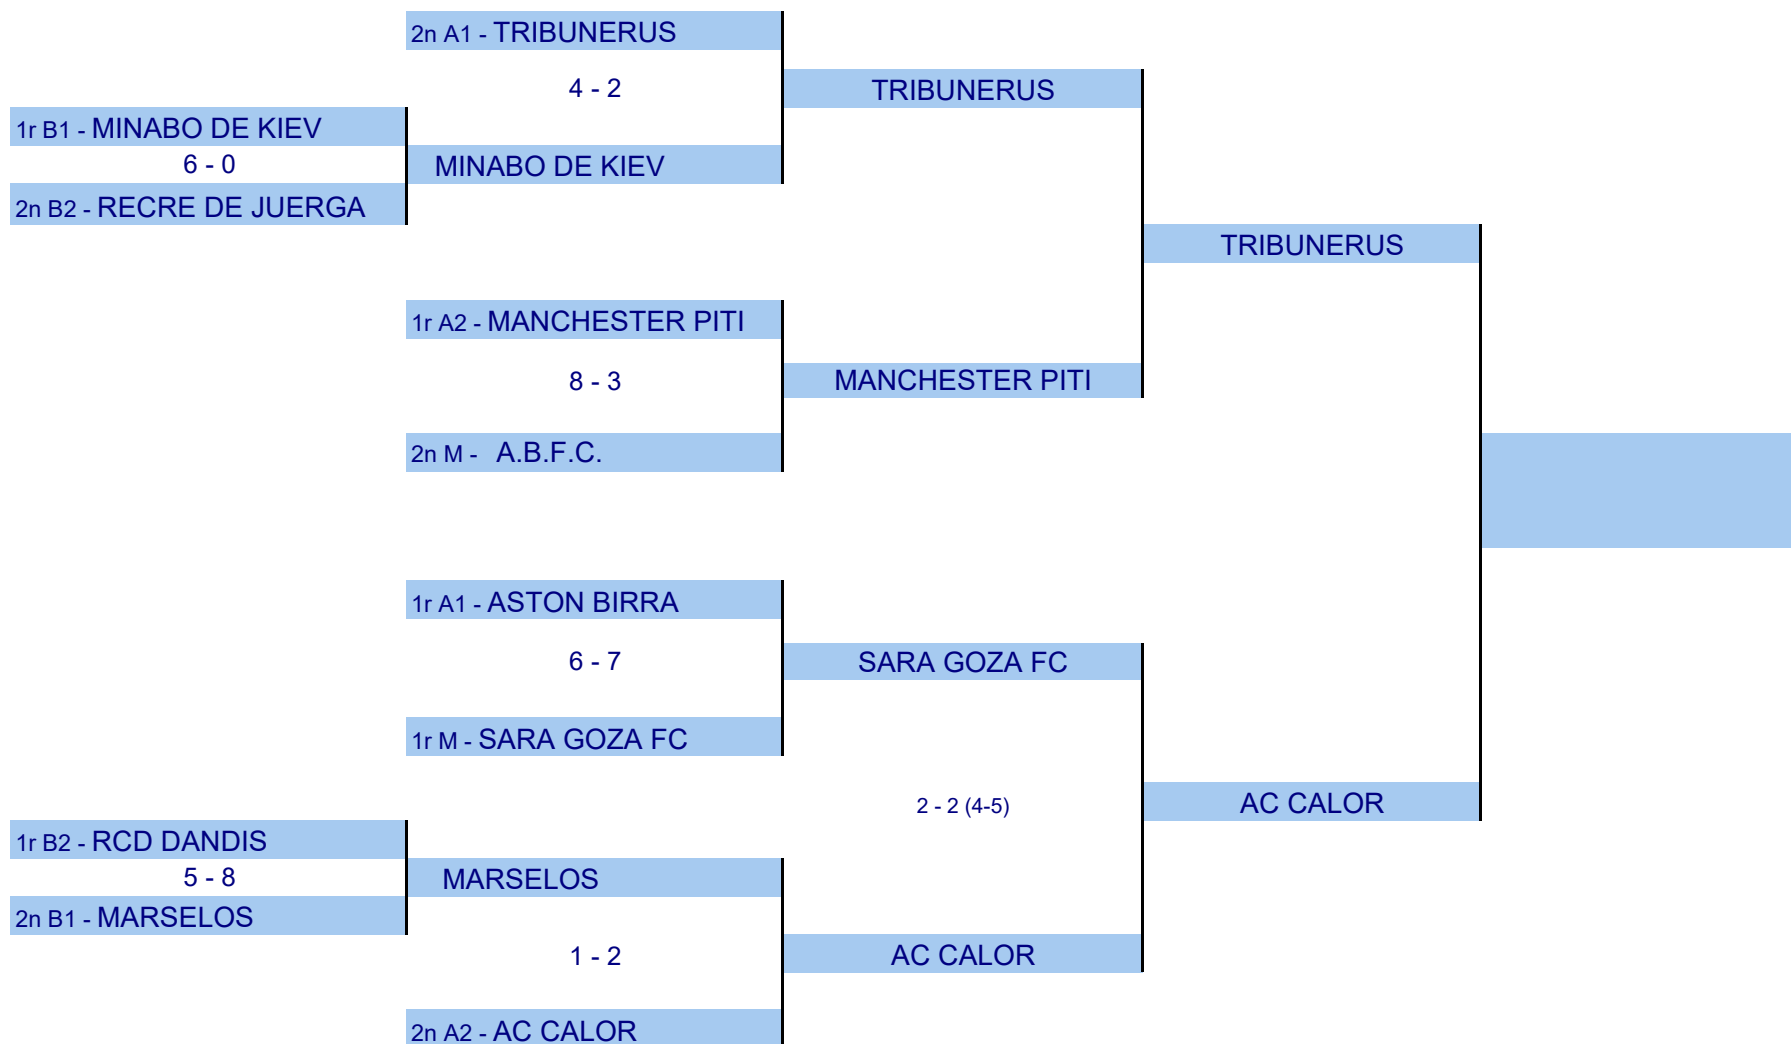 2n A1 - TRIBUNERUS
4 - 2
TRIBUNERUS
1r B1 - MINABO DE KIEV
6 - 0
MINABO DE KIEV
2n B2 - RECRE DE JUERGA
TRIBUNERUS
1r A2 - MANCHESTER PITI
8 - 3
MANCHESTER PITI
2n M - A.B.F.C.
1r A1 - ASTON BIRRA
6 - 7
SARA GOZA FC
1r M - SARA GOZA FC
2 - 2 (4-5)
AC CALOR
1r B2 - RCD DANDIS
5 - 8
MARSELOS
2n B1 - MARSELOS
1 - 2
AC CALOR
2n A2 - AC CALOR